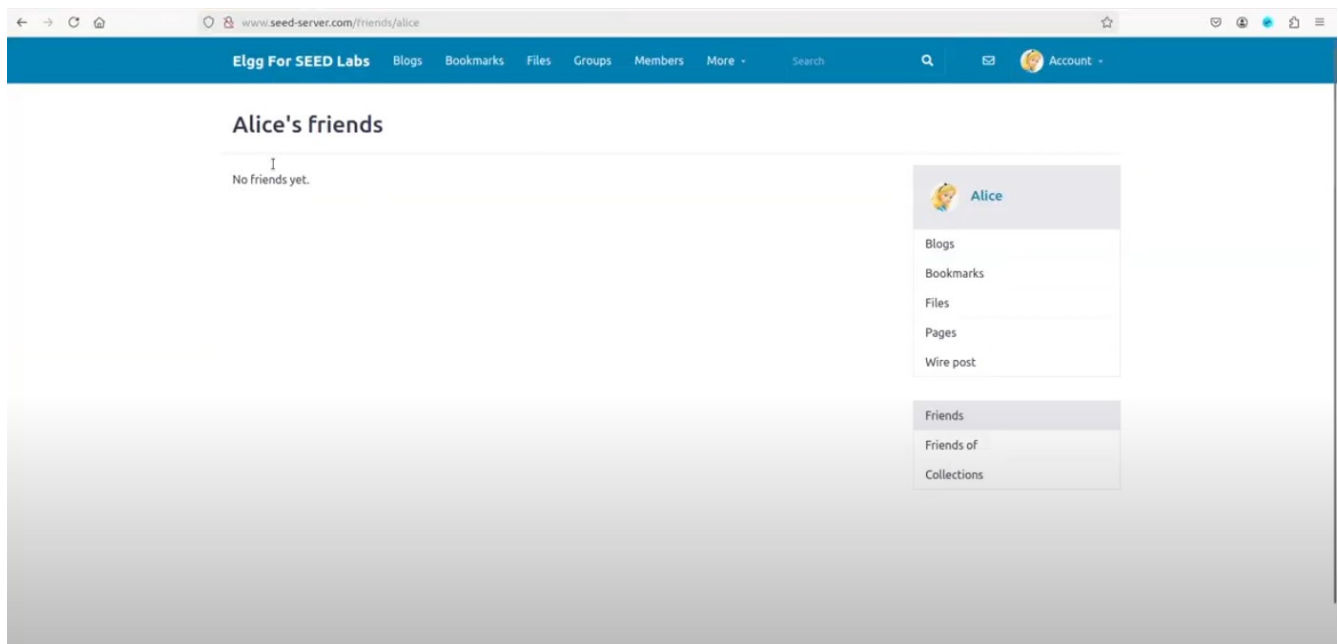 www.seed-server.com/friends/alice
Elgg For SEED Labs Blogs Bookmarks Files Groups Members More Search Account
Alice's friends
No friends yet.
Alice
Blogs
Bookmarks
Files
Pages
Wire post
Friends
Friends of
Collections